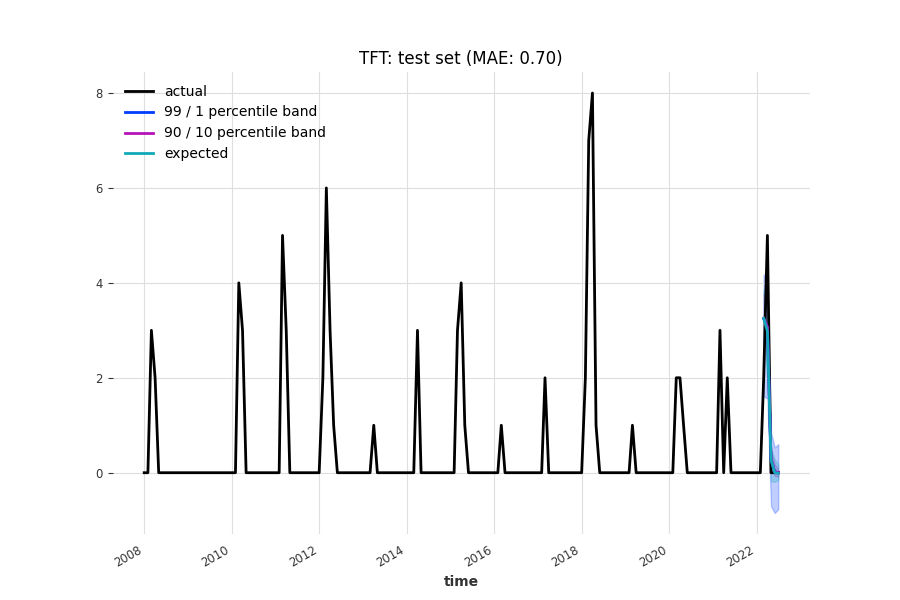 TFT: test set (MAE: 0.70)
actual
99 / 1 percentile band
90 / 10 percentile band
expected
8
6
4
2
0
2008
2010
2012
2014
2016
2018
2020
2022
time